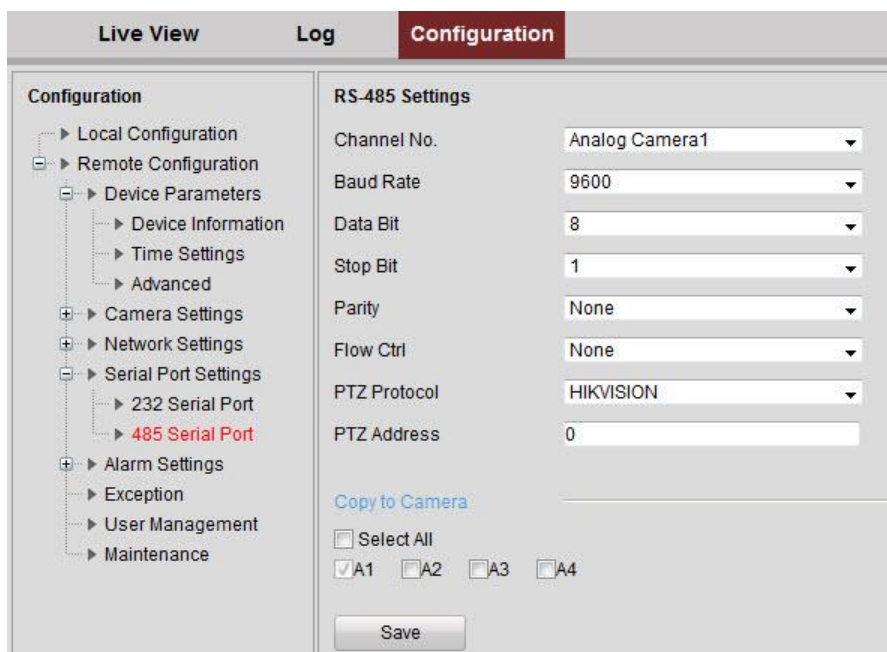 Live View Log Configuration
Configuration
Local Configuration
Remote Configuration
Device Parameters
Device Information
Time Settings
Advanced
Camera Settings
Network Settings
Serial Port Settings
232 Serial Port
485 Serial Port
Alarm Settings
Exception
User Management
Maintenance
RS-485 Settings
Channel No. Analog Camera1
Baud Rate 9600
Data Bit 8
Stop Bit 1
Parity None
Flow Ctrl None
PTZ Protocol HIKVISION
PTZ Address 0
Copy to Camera
Select All
A1 A2 A3 A4
Save